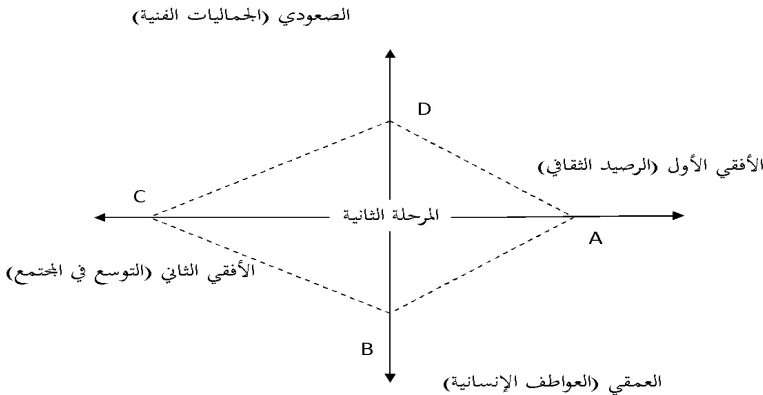 الصعودي (الجماليات الفنية)
D
الأفقي الأول (الرصيد الثقافي)
C
المرحلة الثانية
A
الأفقي الثاني (التوسع في المجتمع)
B
العمقي (العواطف الإنسانية)